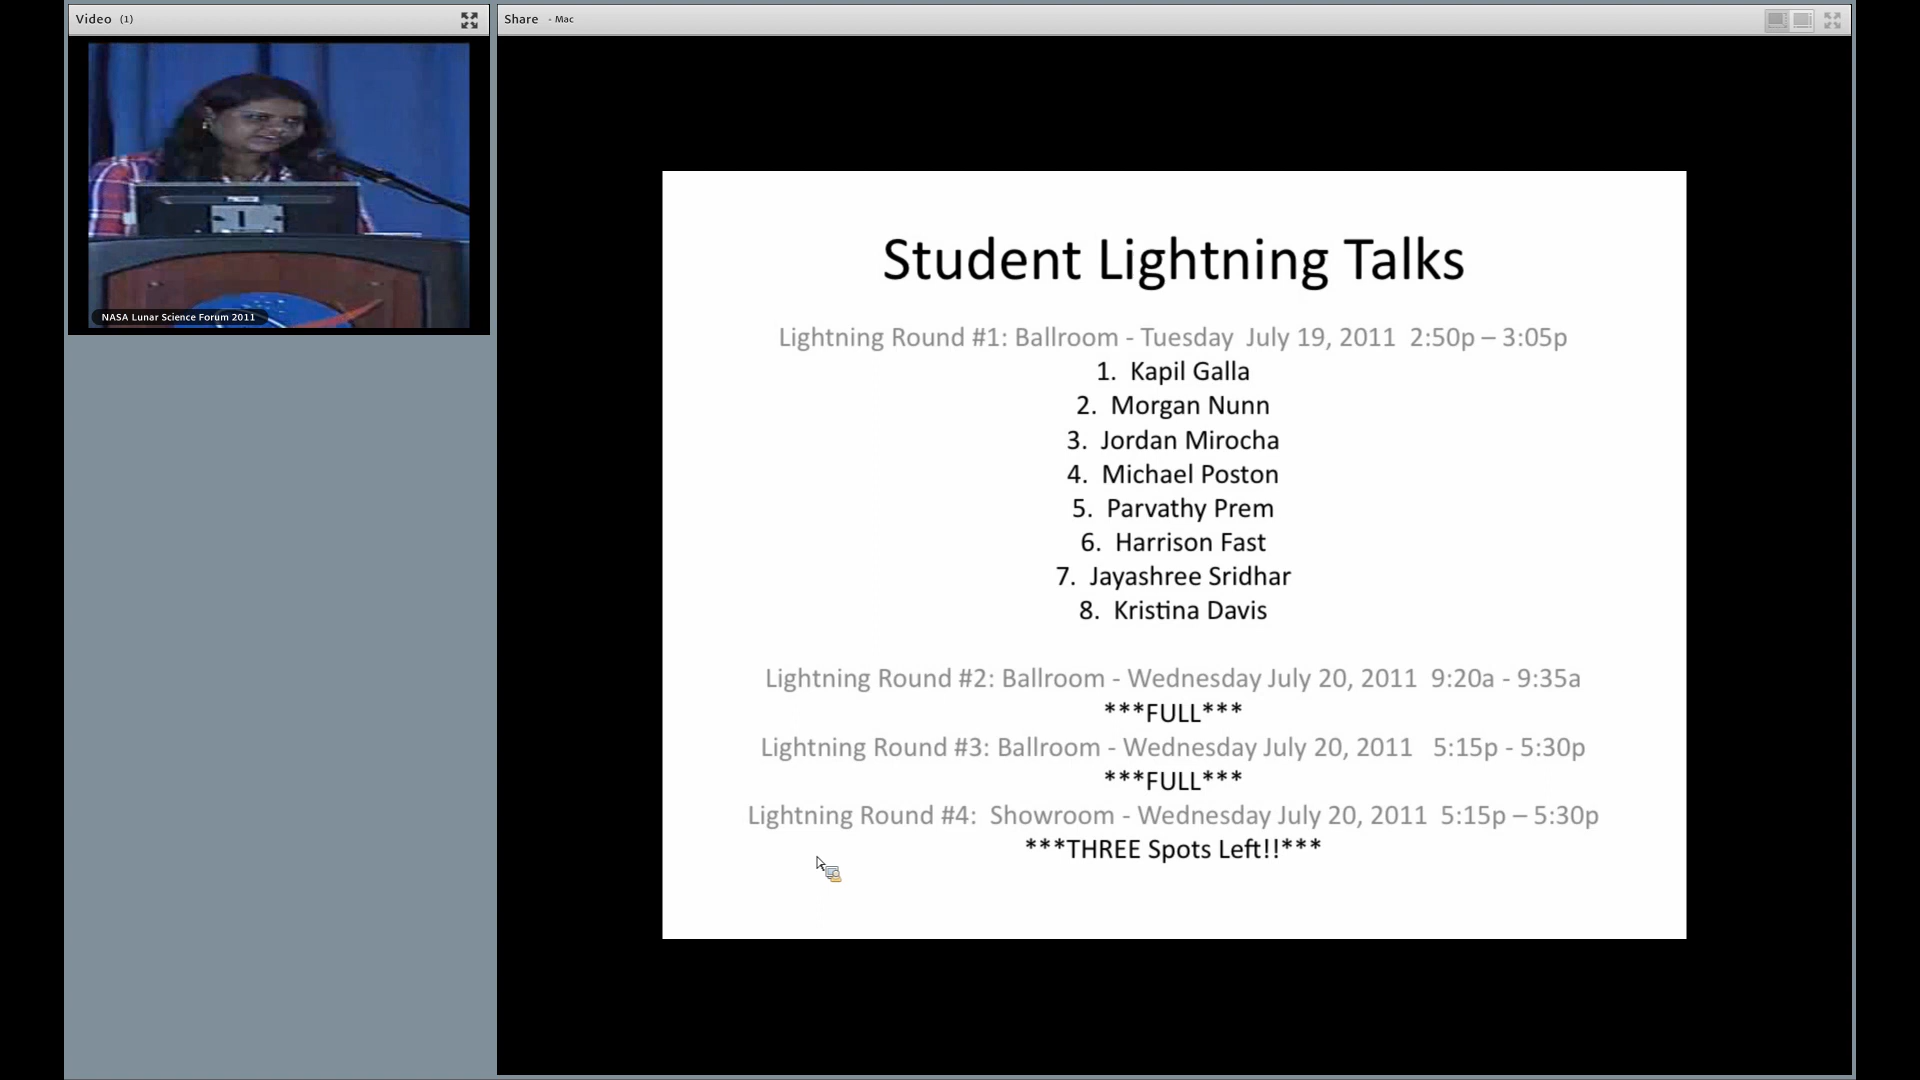 Video (1)
Share - Mac
NASA Lunar Science Forum 2011
Student Lightning Talks
Lightning Round #1: Ballroom - Tuesday July 19, 2011 2:50p – 3:05p
1. Kapil Galla
2. Morgan Nunn
3. Jordan Mirocha
4. Michael Poston
5. Parvathy Prem
6. Harrison Fast
7. Jayashree Sridhar
8. Kristina Davis
Lightning Round #2: Ballroom - Wednesday July 20, 2011 9:20a - 9:35a
***FULL***
Lightning Round #3: Ballroom - Wednesday July 20, 2011 5:15p - 5:30p
***FULL***
Lightning Round #4: Showroom - Wednesday July 20, 2011 5:15p – 5:30p
***THREE Spots Left!!***